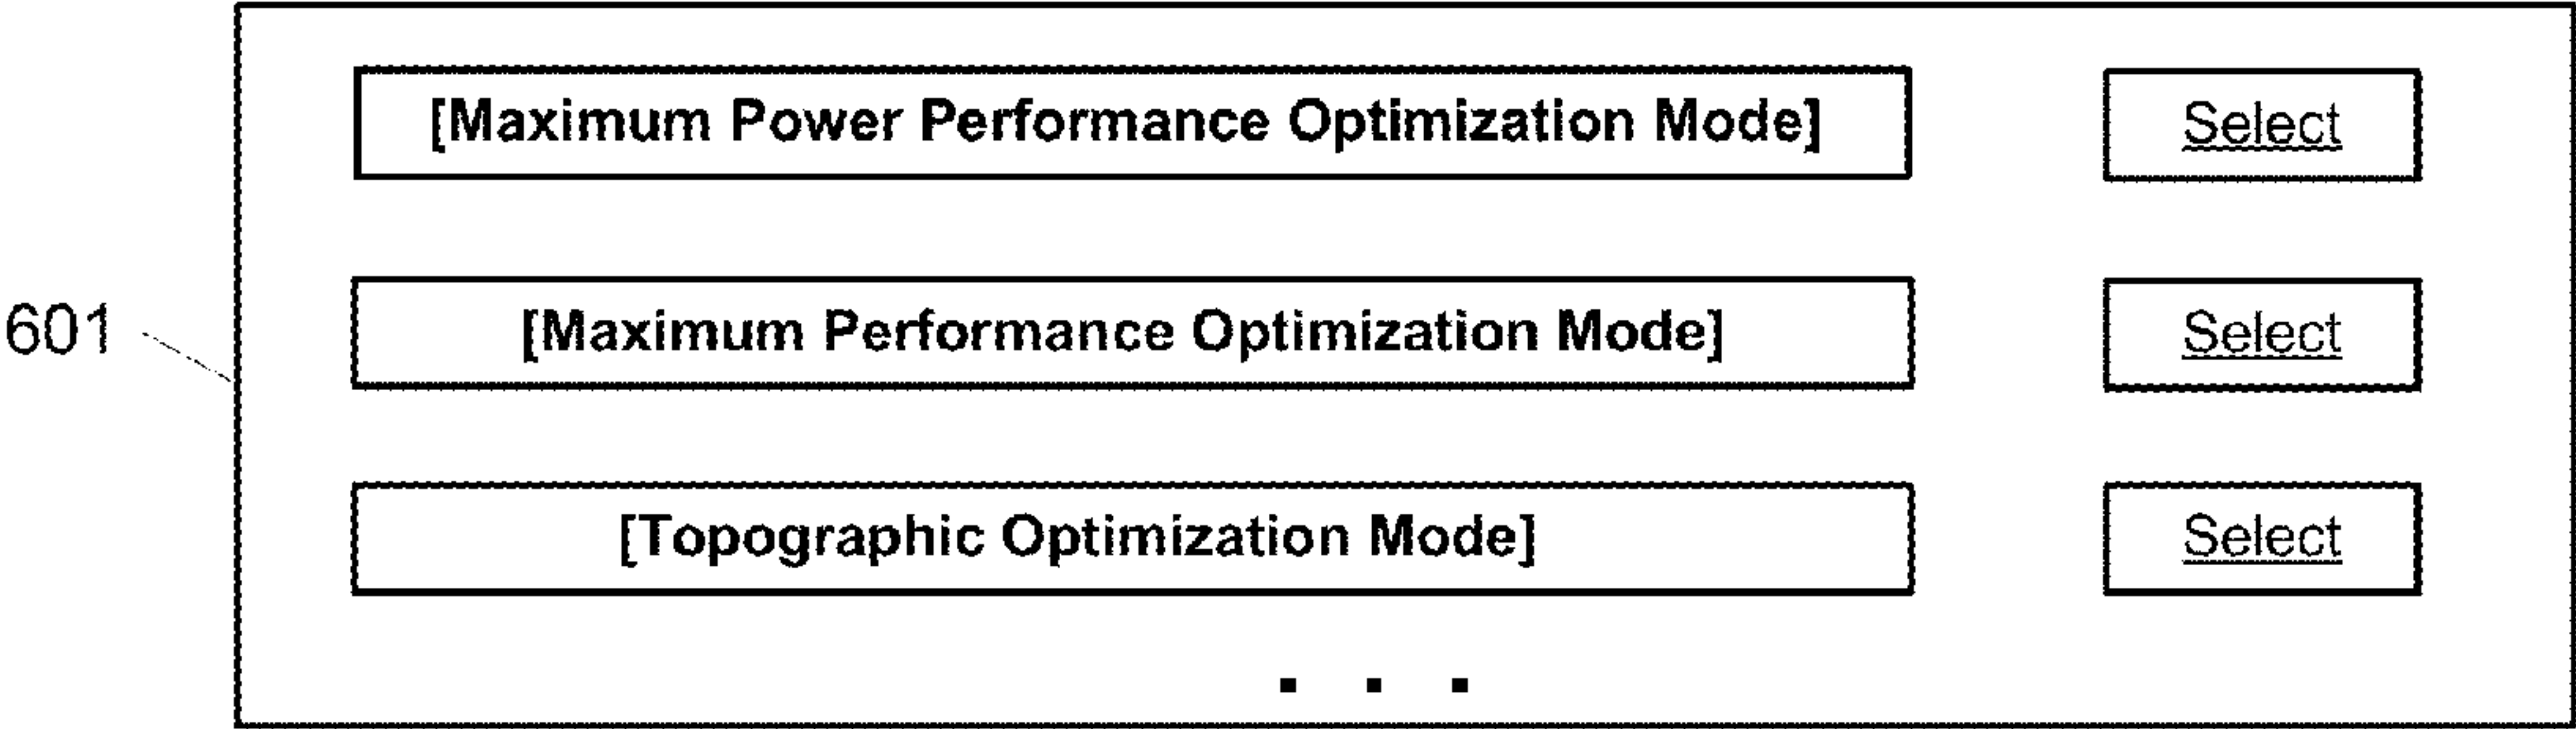 [Maximum Power Performance Optimization Mode] Select
601 [Maximum Performance Optimization Mode] Select
[Topographic Optimization Mode] Select
. . .